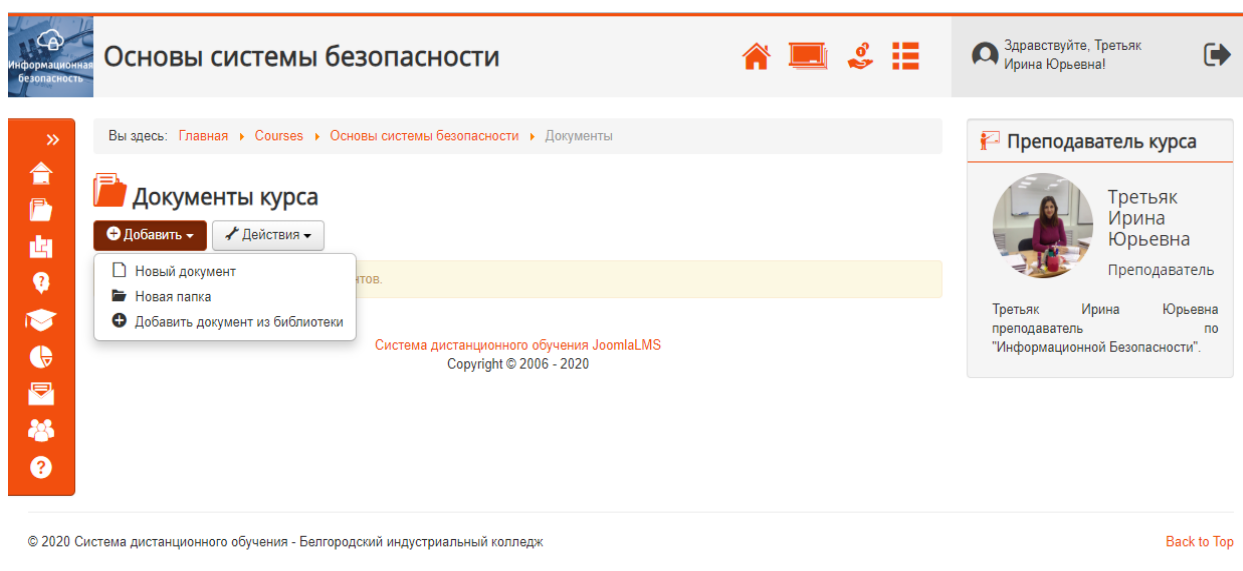 Информационная
безопасность
Основы системы безопасности
Здравствуйте, Третьяк
Ирина Юрьевна!
Вы здесь: Главная Courses Основы системы безопасности Документы
Документы курса
Добавить Действия
Новый документ
Новая папка
Добавить документ из библиотеки
нтов.
Система дистанционного обучения JoomlaLMS
Copyright © 2006 - 2020
Преподаватель курса
Третьяк
Ирина
Юрьевна
Преподаватель
Третьяк Ирина Юрьевна
преподаватель по
"Информационной Безопасности".
© 2020 Система дистанционного обучения - Белгородский индустриальный колледж
Back to Top